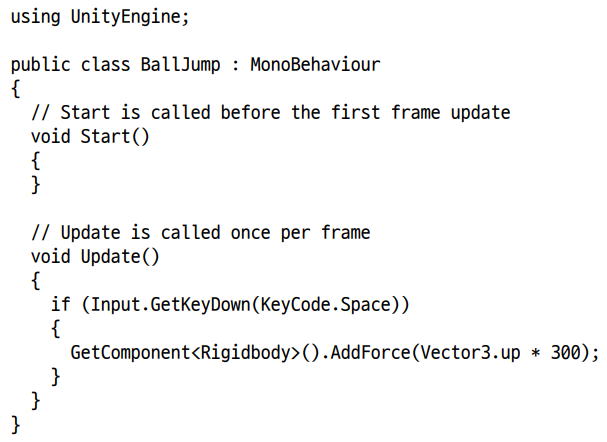 using UnityEngine;

public class BallJump : MonoBehaviour
{
  // Start is called before the first frame update
  void Start()
  {
  }

  // Update is called once per frame
  void Update()
  {
    if (Input.GetKeyDown(KeyCode.Space))
    {
      GetComponent<Rigidbody>().AddForce(Vector3.up * 300);
    }
  }
}